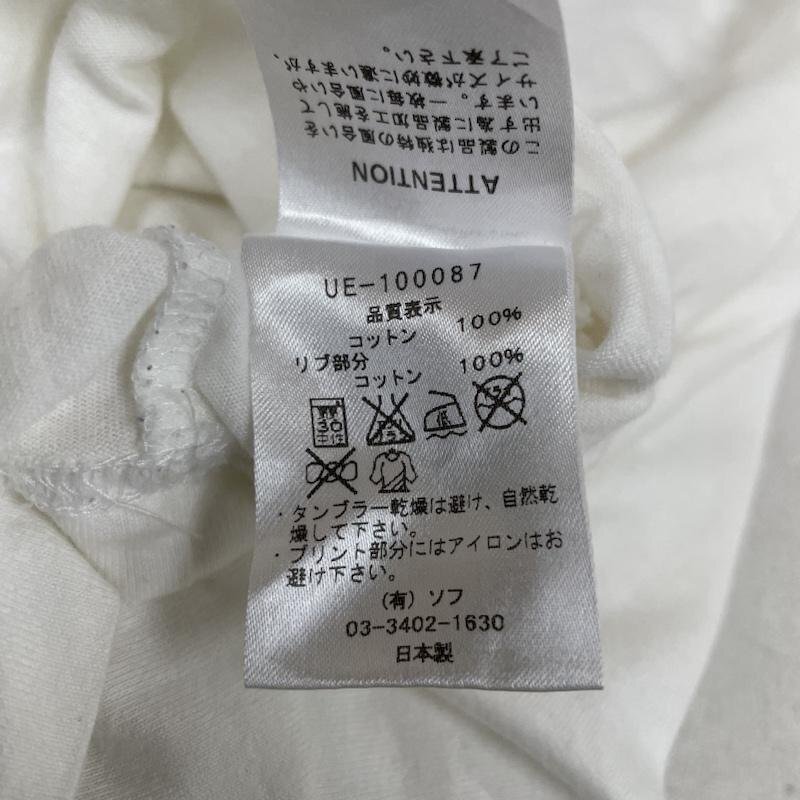 ATTENTION
この製品は独特の風合いを
出す為に製品加工を施して
います。一枚毎に風合いや
サイズが微妙に違いますが、
ご了承下さい。
UE-100087
品質表示
コットン 100%
リブ部分
コットン 100%
30
中性
低
・タンブラー乾燥は避け、自然乾
燥して下さい。
・プリント部分にはアイロンはお
避け下さい。
(有) ソフ
03-3402-1630
日本製